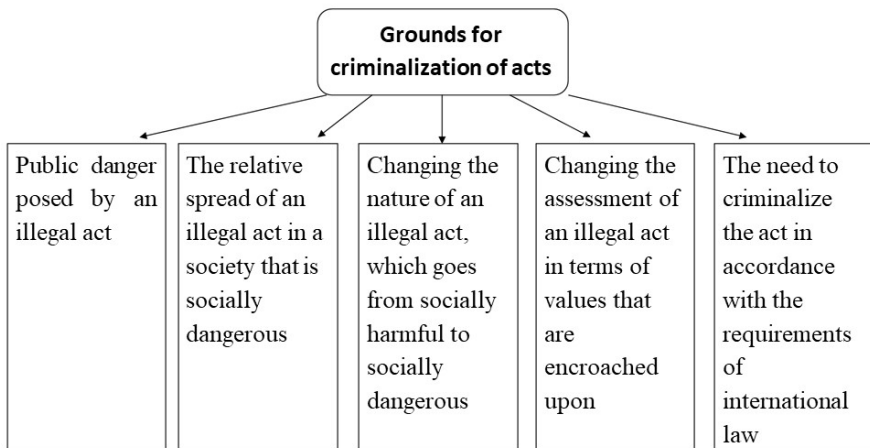 Grounds for
criminalization of acts
Public danger
posed by an
illegal act
The relative
spread of an
illegal act in a
society that is
socially
dangerous
Changing the
nature of an
illegal act,
which goes
from socially
harmful to
socially
dangerous
Changing the
assessment of
an illegal act
in terms of
values that
are
encroached
upon
The need to
criminalize
the act in
accordance
with the
requirements
of
international
law